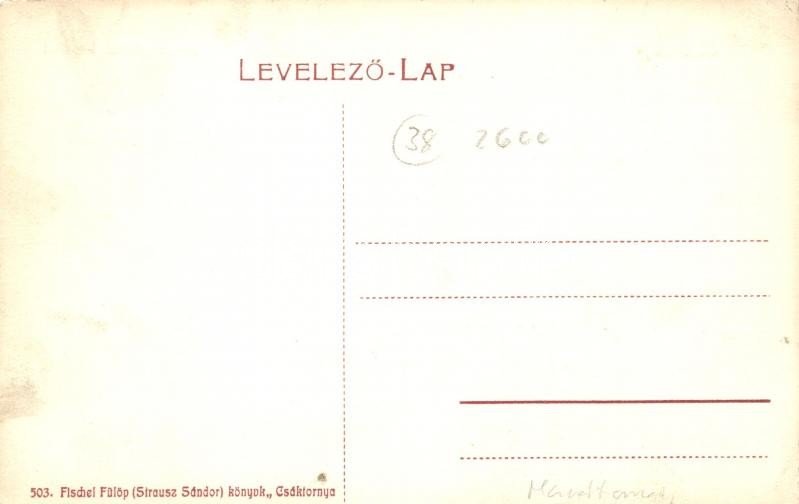 LEVELEZŐ-LAP
38 2600
503. Fischel Fülöp (Strausz Sándor) könyvk., Csáktornya